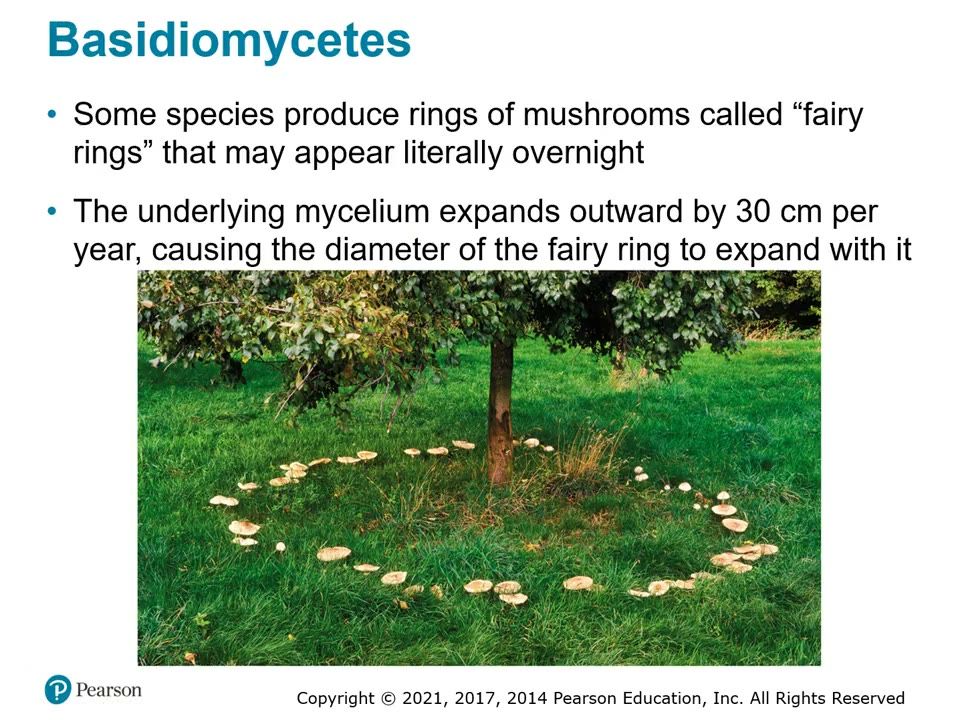 Basidiomycetes
• Some species produce rings of mushrooms called “fairy
rings” that may appear literally overnight
• The underlying mycelium expands outward by 30 cm per
year, causing the diameter of the fairy ring to expand with it
P Pearson
Copyright © 2021, 2017, 2014 Pearson Education, Inc. All Rights Reserved